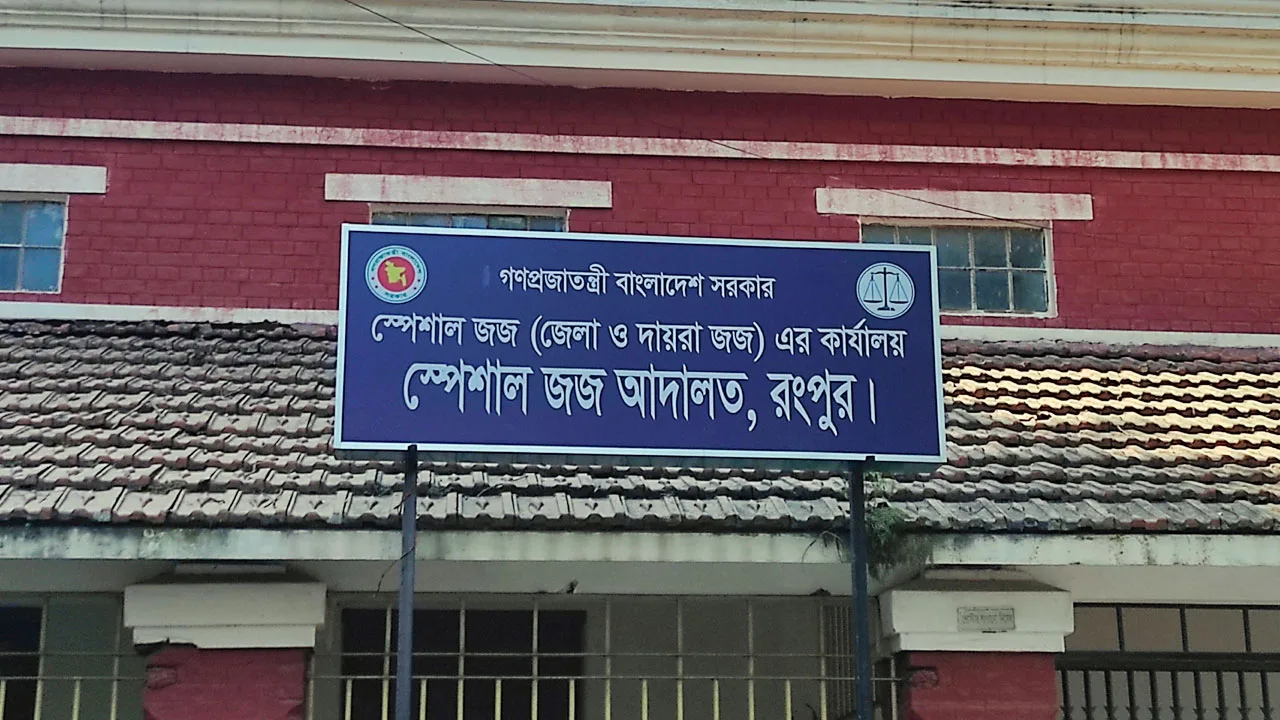 গণপ্রজাতন্ত্রী বাংলাদেশ সরকার
স্পেশাল জজ (জেলা ও দায়রা জজ) এর কার্যালয়
স্পেশাল জজ আদালত, রংপুর।